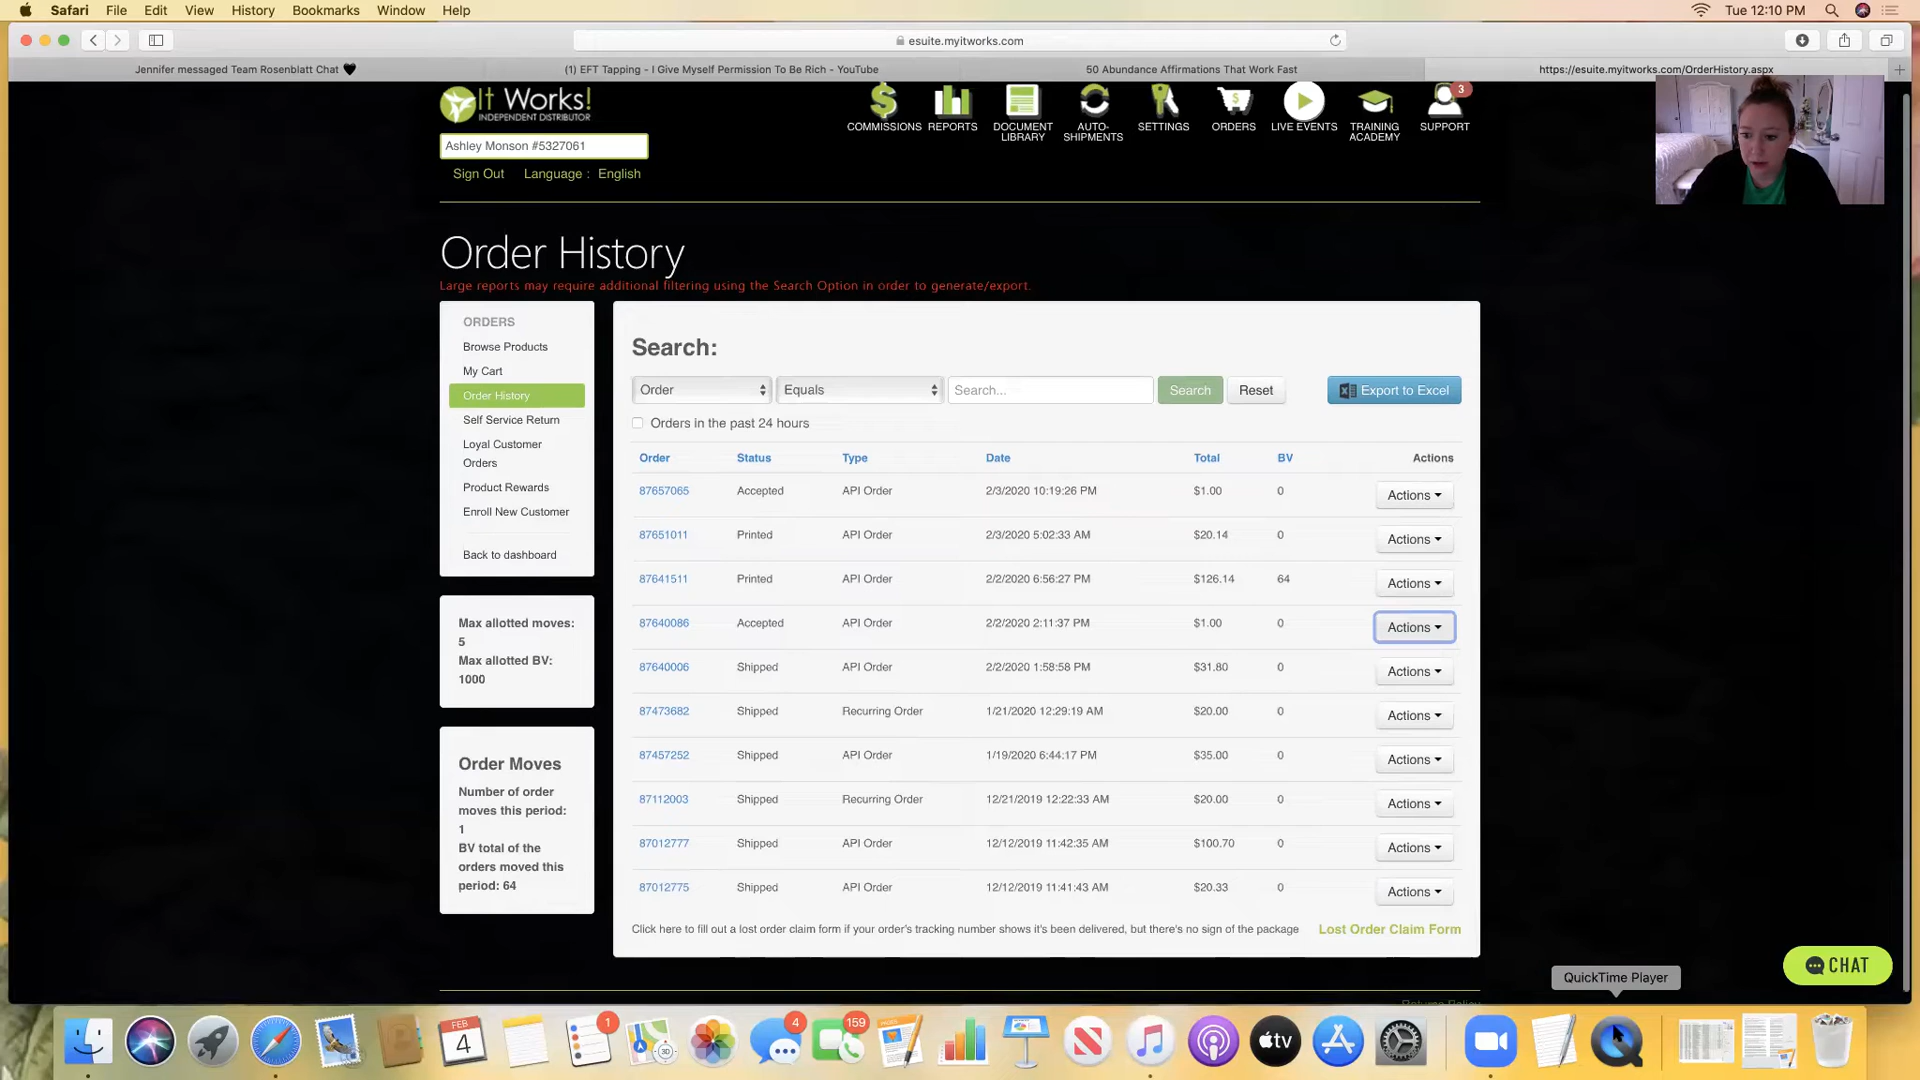 Safari File Edit View History Bookmarks Window Help Tue 12:10 PM
esuite.myitworks.com
Jennifer messaged Team Rosenblatt Chat 🖤 (1) EFT Tapping - I Give Myself Permission To Be Rich - YouTube 50 Abundance Affirmations That Work Fast https://esuite.myitworks.com/OrderHistory.aspx
It Works!
INDEPENDENT DISTRIBUTOR
Ashley Monson #5327061
Sign Out Language : English
COMMISSIONS REPORTS DOCUMENT LIBRARY AUTO-SHIPMENTS SETTINGS ORDERS LIVE EVENTS TRAINING ACADEMY SUPPORT 3
Order History
Large reports may require additional filtering using the Search Option in order to generate/export.
ORDERS
Browse Products
My Cart
Order History
Self Service Return
Loyal Customer
Orders
Product Rewards
Enroll New Customer
Back to dashboard
Max allotted moves:
5
Max allotted BV:
1000
Order Moves
Number of order
moves this period:
1
BV total of the
orders moved this
period: 64
Search:
Order Equals Search... Search Reset Export to Excel
Orders in the past 24 hours
Order Status Type Date Total BV Actions
87657065 Accepted API Order 2/3/2020 10:19:26 PM $1.00 0 Actions
87651011 Printed API Order 2/3/2020 5:02:33 AM $20.14 0 Actions
87641511 Printed API Order 2/2/2020 6:56:27 PM $126.14 64 Actions
87640086 Accepted API Order 2/2/2020 2:11:37 PM $1.00 0 Actions
87640006 Shipped API Order 2/2/2020 1:58:58 PM $31.80 0 Actions
87473682 Shipped Recurring Order 1/21/2020 12:29:19 AM $20.00 0 Actions
87457252 Shipped API Order 1/19/2020 6:44:17 PM $35.00 0 Actions
87112003 Shipped Recurring Order 12/21/2019 12:22:33 AM $20.00 0 Actions
87012777 Shipped API Order 12/12/2019 11:42:35 AM $100.70 0 Actions
87012775 Shipped API Order 12/12/2019 11:41:43 AM $20.33 0 Actions
Click here to fill out a lost order claim form if your order's tracking number shows it's been delivered, but there's no sign of the package Lost Order Claim Form
CHAT
QuickTime Player
Returns Policy
FEB
4
1
4
159
tv